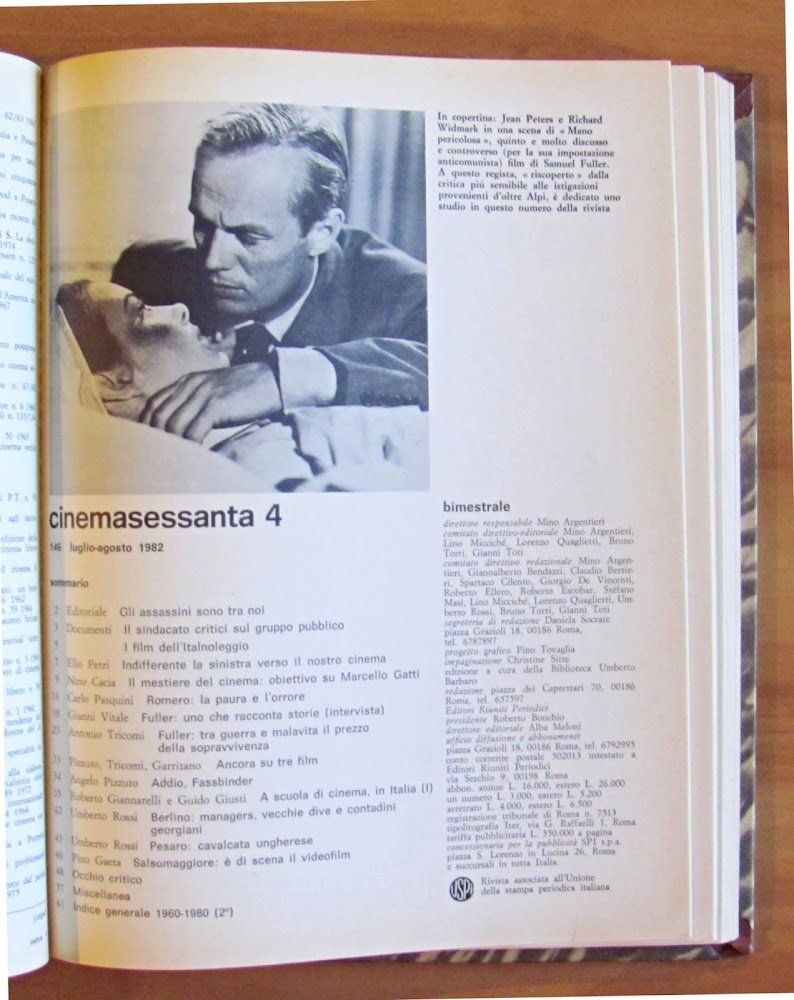 62/63
In copertina: Jean Peters e Richard
Widmark in una scena di « Mano
pericolosa », quinto e molto discusso
e controverso (per la sua impostazione
anticomunista) film di Samuel Fuller.
A questo regista, « riscoperto » dalla
critica più sensibile alle istigazioni
provenienti d'oltre Alpi, è dedicato uno
studio in questo numero della rivista
cinemasessanta 4
146 luglio-agosto 1982
sommario
2 Editoriale Gli assassini sono tra noi
3 Documenti Il sindacato critici sul gruppo pubblico
5 I film dell'Italnoleggio
7 Elio Petri Indifferente la sinistra verso il nostro cinema
9 Nino Cacia Il mestiere del cinema: obiettivo su Marcello Gatti
16 Carlo Pasquini Romero: la paura e l'orrore
18 Gianni Vitale Fuller: uno che racconta storie (intervista)
23 Antonio Tricomi Fuller: tra guerra e malavita il prezzo
della sopravvivenza
33 Pizzuto, Tricomi, Garritano Ancora su tre film
34 Angelo Pizzuto Addio, Fassbinder
35 Roberto Giannarelli e Guido Giusti A scuola di cinema, in Italia (I)
42 Umberto Rossi Berlino: managers, vecchie dive e contadini
georgiani
43 Umberto Rossi Pesaro: cavalcata ungherese
46 Pino Gaeta Salsomaggiore: è di scena il videofilm
48 Occhio critico
57 Miscellanea
61 Indice generale 1960-1980 (2°)
bimestrale
direttore responsabile Mino Argentieri
comitato direttivo-editoriale Mino Argentieri,
Lino Miccichè, Lorenzo Quaglietti, Bruno
Torri, Gianni Toti
comitato direttivo redazionale Mino Argen-
tieri, Giannalberto Bendazzi, Claudio Bertie-
ri, Spartaco Cilento, Giorgio De Vincenti,
Roberto Ellero, Roberto Escobar, Stefano
Masi, Lino Miccichè, Lorenzo Quaglietti, Um-
berto Rossi, Bruno Torri, Gianni Toti
segreteria di redazione Daniela Socrate
piazza Grazioli 18, 00186 Roma,
tel. 6787897
progetto grafico Pino Tovaglia
impaginazione Christine Sitte
edizione a cura della Biblioteca Umberto
Barbaro
redazione piazza dei Caprettari 70, 00186
Roma, tel. 657597
Editori Riuniti Periodici
presidente Roberto Bonchio
direttore editoriale Alba Meloni
ufficio diffusione e abbonamenti
piazza Grazioli 18, 00186 Roma, tel. 6792995
conto corrente postale 502013 intestato a
Editori Riuniti Periodici
via Serchio 9, 00198 Roma
abbon. annuo L. 16.000, estero L. 26.000
un numero L. 3.000, estero L. 5.200
arretrato L. 4.000, estero L. 6.500
registrazione tribunale di Roma n. 7513
tipolitografia Iter, via G. Raffaelli 1, Roma
tariffa pubblicitaria L. 350.000 a pagina
concessionaria per la pubblicità SPI s.p.a.
piazza S. Lorenzo in Lucina 26, Roma
e succursali in tutta Italia
USPI
Rivista associata all'Unione
della stampa periodica italiana